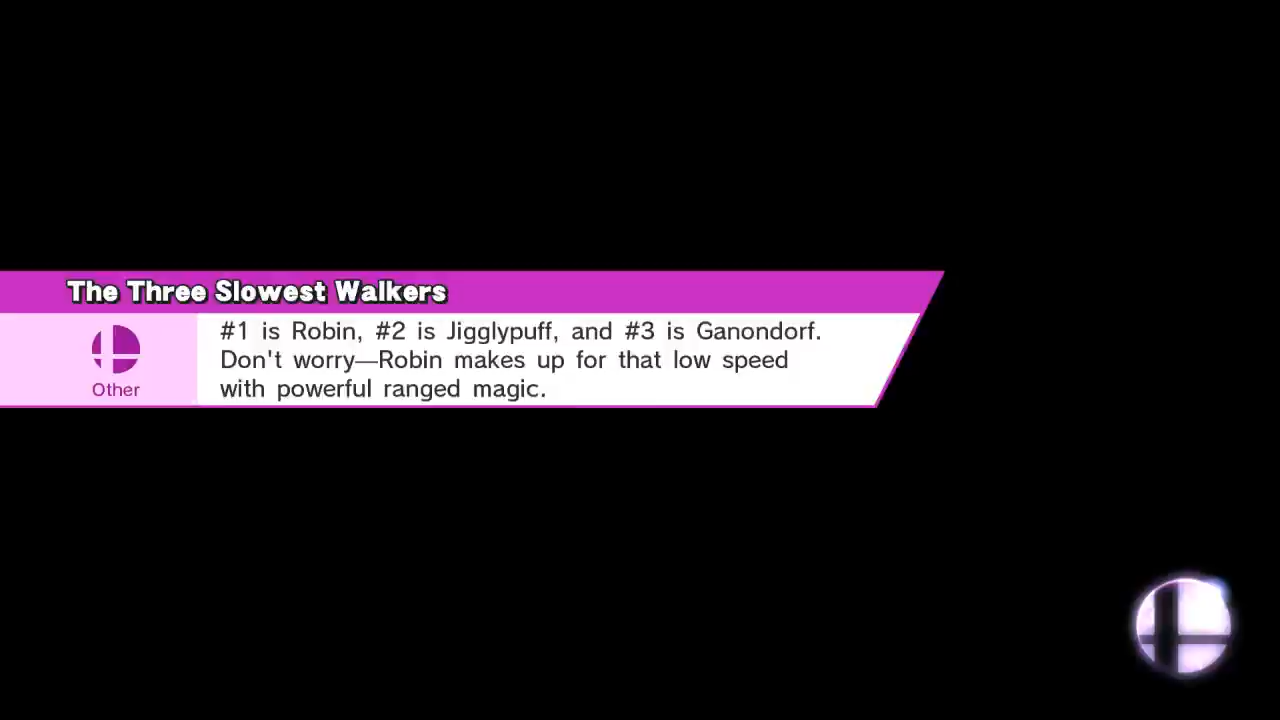 The Three Slowest Walkers
#1 is Robin, #2 is Jigglypuff, and #3 is Ganondorf.
Don't worry—Robin makes up for that low speed
with powerful ranged magic.
Other